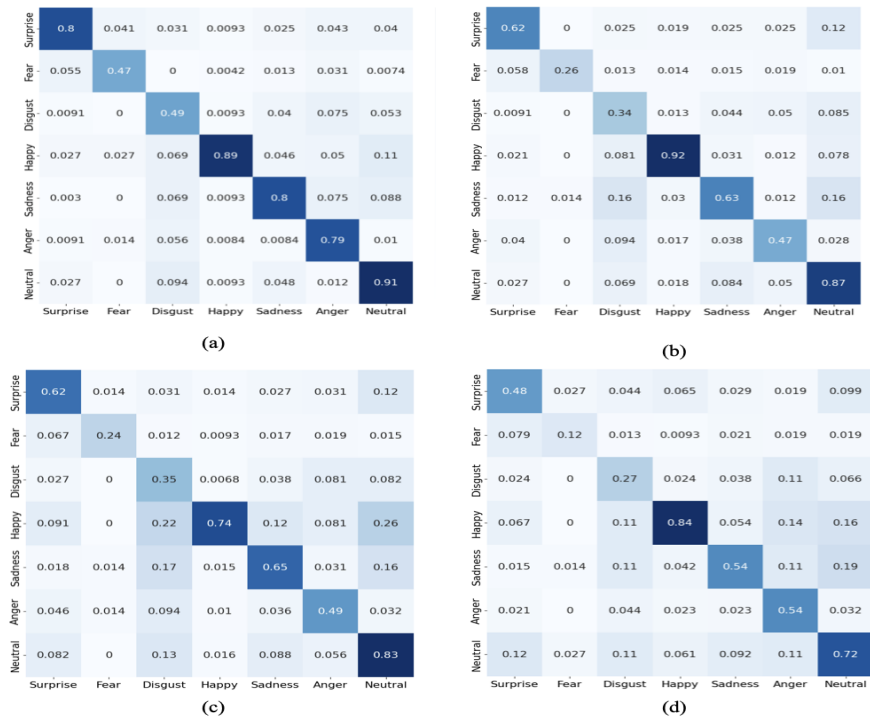 Surprise 0.8 0.041 0.031 0.0093 0.025 0.043 0.04
Fear 0.055 0.47 0 0.0042 0.013 0.031 0.0074
Disgust 0.0091 0 0.49 0.0093 0.04 0.075 0.053
Happy 0.027 0.027 0.069 0.89 0.046 0.05 0.11
Sadness 0.003 0 0.069 0.0093 0.8 0.075 0.088
Anger 0.0091 0.014 0.056 0.0084 0.0084 0.79 0.01
Neutral 0.027 0 0.094 0.0093 0.048 0.012 0.91
Surprise Fear Disgust Happy Sadness Anger Neutral
(a)
Surprise 0.62 0 0.025 0.019 0.025 0.025 0.12
Fear 0.058 0.26 0.013 0.014 0.015 0.019 0.01
Disgust 0.0091 0 0.34 0.013 0.044 0.05 0.085
Happy 0.021 0 0.081 0.92 0.031 0.012 0.078
Sadness 0.012 0.014 0.16 0.03 0.63 0.012 0.16
Anger 0.04 0 0.094 0.017 0.038 0.47 0.028
Neutral 0.027 0 0.069 0.018 0.084 0.05 0.87
Surprise Fear Disgust Happy Sadness Anger Neutral
(b)
Surprise 0.62 0.014 0.031 0.014 0.027 0.031 0.12
Fear 0.067 0.24 0.012 0.0093 0.017 0.019 0.015
Disgust 0.027 0 0.35 0.0068 0.038 0.081 0.082
Happy 0.091 0 0.22 0.74 0.12 0.081 0.26
Sadness 0.018 0.014 0.17 0.015 0.65 0.031 0.16
Anger 0.046 0.014 0.094 0.01 0.036 0.49 0.032
Neutral 0.082 0 0.13 0.016 0.088 0.056 0.83
Surprise Fear Disgust Happy Sadness Anger Neutral
(c)
Surprise 0.48 0.027 0.044 0.065 0.029 0.019 0.099
Fear 0.079 0.12 0.013 0.0093 0.021 0.019 0.019
Disgust 0.024 0 0.27 0.024 0.038 0.11 0.066
Happy 0.067 0 0.11 0.84 0.054 0.14 0.16
Sadness 0.015 0.014 0.11 0.042 0.54 0.11 0.19
Anger 0.021 0 0.044 0.023 0.023 0.54 0.032
Neutral 0.12 0.027 0.11 0.061 0.092 0.11 0.72
Surprise Fear Disgust Happy Sadness Anger Neutral
(d)